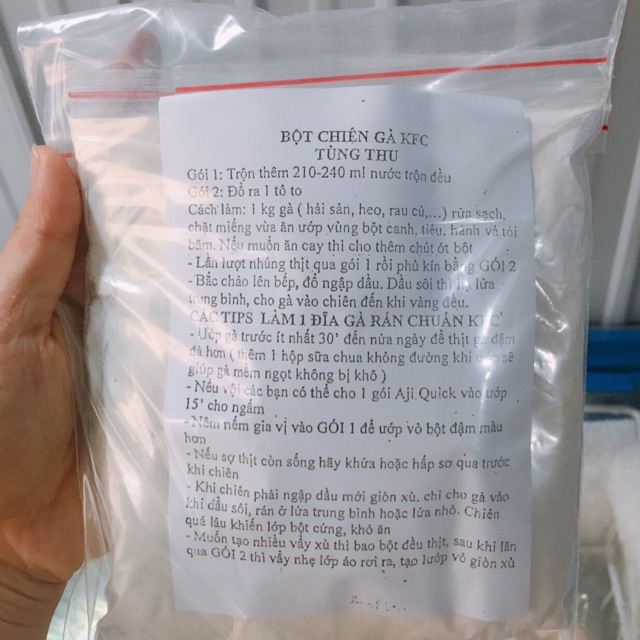 BỘT CHIÊN GÀ KFC
TÙNG THU
Gói 1: Trộn thêm 210-240 ml nước trộn đều
Gói 2: Đổ ra 1 tô to
Cách làm: 1 kg gà ( hải sản, heo, rau củ,...) rửa sạch,
chặt miếng vừa ăn ướp vùng bột canh, tiêu, hành và tỏi
băm. Nếu muốn ăn cay thì cho thêm chút ớt bột
- Lần lượt nhúng thịt qua gói 1 rồi phủ kín bằng GÓI 2
- Bắc chảo lên bếp, đổ ngập dầu. Dầu sôi thì lửa
trung bình, cho gà vào chiên đến khi vàng đều.
CÁC TIPS LÀM 1 ĐĨA GÀ RÁN CHUẨN KFC
- Ướp gà trước ít nhất 30' đến nửa ngày để thịt gà đậm
đà hơn ( thêm 1 hộp sữa chua không đường khi ướp sẽ
giúp gà mềm ngọt không bị khô )
- Nếu vội các bạn có thể cho 1 gói Aji Quick vào ướp
15' cho ngấm
- Nêm nếm gia vị vào GÓI 1 để ướp vỏ bột đậm màu
hơn
- Nếu sợ thịt còn sống hãy khứa hoặc hấp sơ qua trước
khi chiên
- Khi chiên phải ngập dầu mới giòn xù. chỉ cho gà vào
khi dầu sôi, rán ở lửa trung bình hoặc lửa nhỏ. Chiên
quá lâu khiến lớp bột cứng, khó ăn
- Muốn tạo nhiều vẩy xù thì bao bột đều thịt, sau khi lăn
qua GÓI 2 thì vẩy nhẹ lớp áo rơi ra, tạo lướp vỏ giòn xù